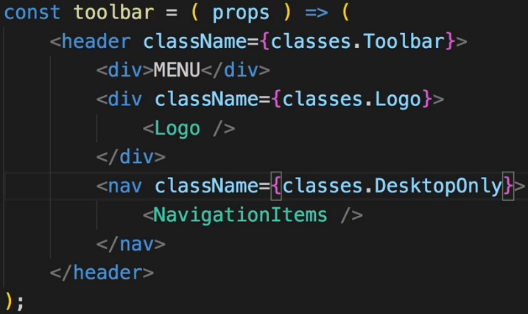 const toolbar = ( props ) => (
    <header className={classes.Toolbar}>
        <div>MENU</div>
        <div className={classes.Logo}>
            <Logo />
        </div>
        <nav className={classes.DesktopOnly}>
            <NavigationItems />
        </nav>
    </header>
);